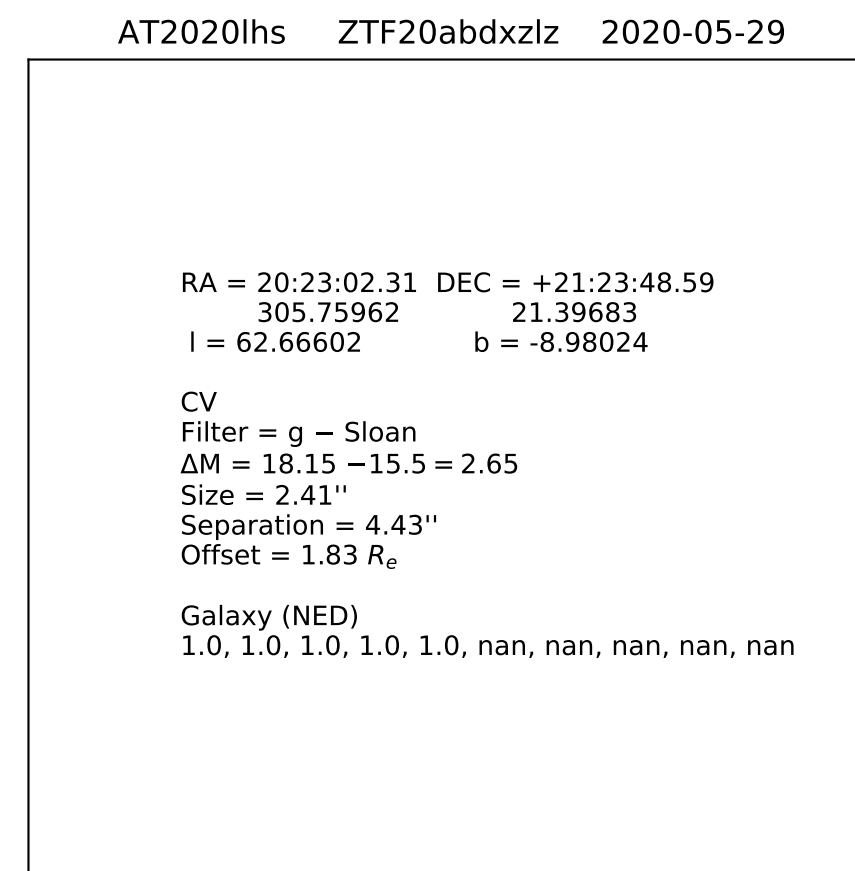 AT2020lhs ZTF20abdxzlz 2020-05-29
RA = 20:23:02.31 DEC = +21:23:48.59
305.75962 21.39683
l = 62.66602 b = -8.98024
CV
Filter = g − Sloan
ΔM = 18.15 −15.5 = 2.65
Size = 2.41''
Separation = 4.43''
Offset = 1.83 Re
Galaxy (NED)
1.0, 1.0, 1.0, 1.0, 1.0, nan, nan, nan, nan, nan